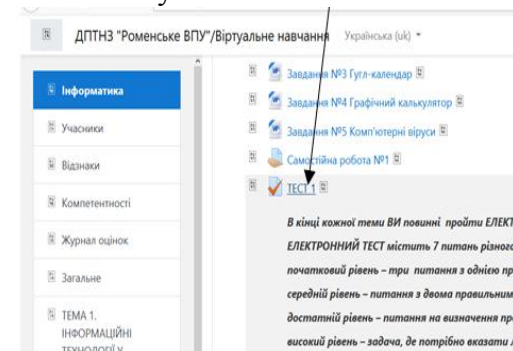 ДПТНЗ "Роменське ВПУ"/Віртуальне навчання Українська (uk)
Інформатика
Учасники
Відзнаки
Компетентності
Журнал оцінок
Загальне
ТЕМА 1.
ІНФОРМАЦІЙНІ
ТЕХНОЛОГІЇ У
Завдання №3 Гугл-календар
Завдання №4 Графічний калькулятор
Завдання №5 Комп'ютерні віруси
Самостійна робота №1
ТЕСТ 1
В кінці кожної теми ВИ повинні пройти ЕЛЕКТ
ЕЛЕКТРОННИЙ ТЕСТ містить 7 питань різного
початковий рівень – три питання з однією пр
середній рівень – питання з двома правильним
достатній рівень – питання на визначення пр
високий рівень – задача, де потрібно вказати